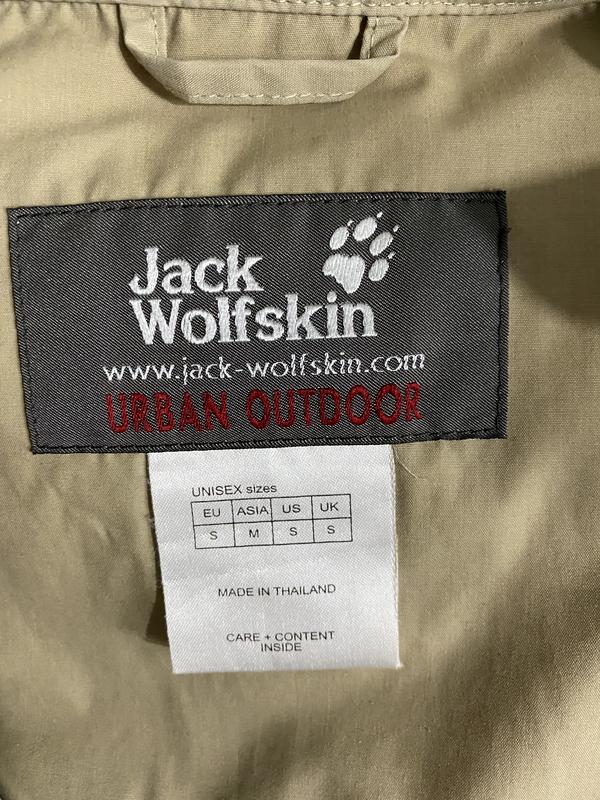 Jack
Wolfskin
www.jack-wolfskin.com
URBAN OUTDOOR
UNISEX sizes
EU ASIA US UK
S M S S
MADE IN THAILAND
CARE + CONTENT
INSIDE